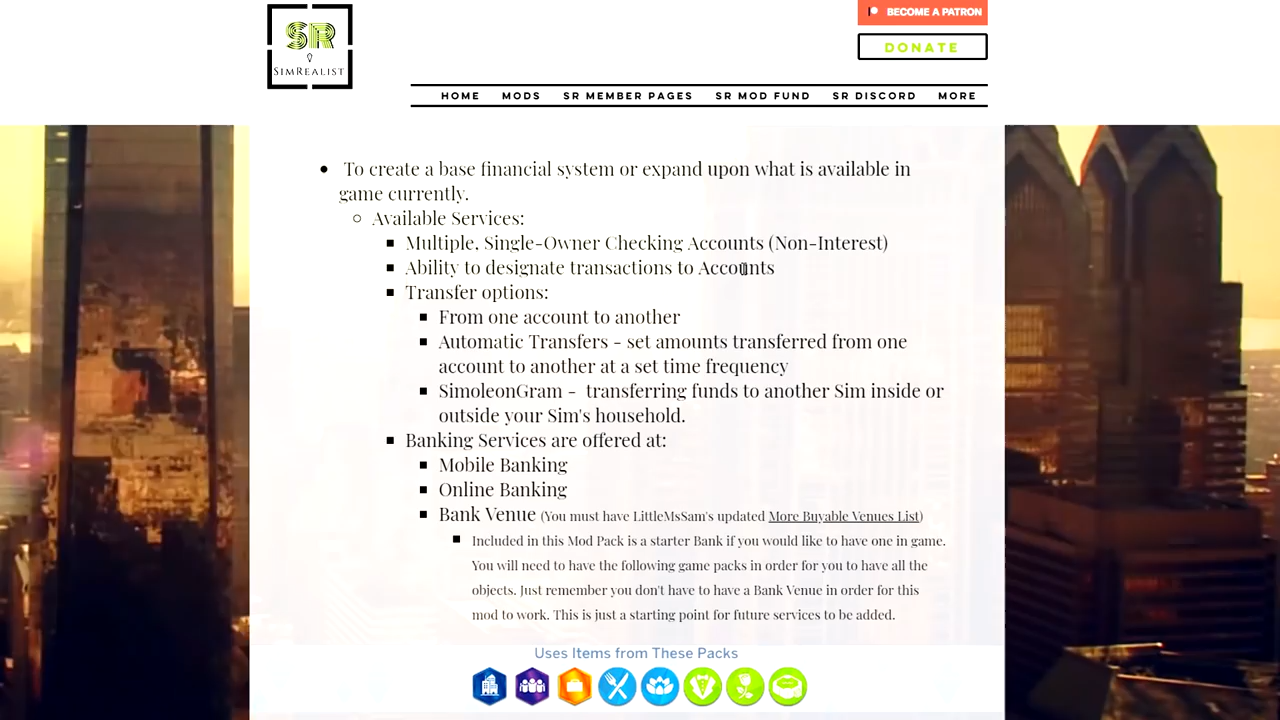 SR
SIMREALIST
BECOME A PATRON
DONATE
HOME MODS SR MEMBER PAGES SR MOD FUND SR DISCORD MORE
To create a base financial system or expand upon what is available in
game currently.
Available Services:
Multiple, Single-Owner Checking Accounts (Non-Interest)
Ability to designate transactions to Accounts
Transfer options:
From one account to another
Automatic Transfers - set amounts transferred from one
account to another at a set time frequency
SimoleonGram - transferring funds to another Sim inside or
outside your Sim's household.
Banking Services are offered at:
Mobile Banking
Online Banking
Bank Venue (You must have LittleMsSam's updated More Buyable Venues List)
Included in this Mod Pack is a starter Bank if you would like to have one in game.
You will need to have the following game packs in order for you to have all the
objects. Just remember you don't have to have a Bank Venue in order for this
mod to work. This is just a starting point for future services to be added.
Uses Items from These Packs